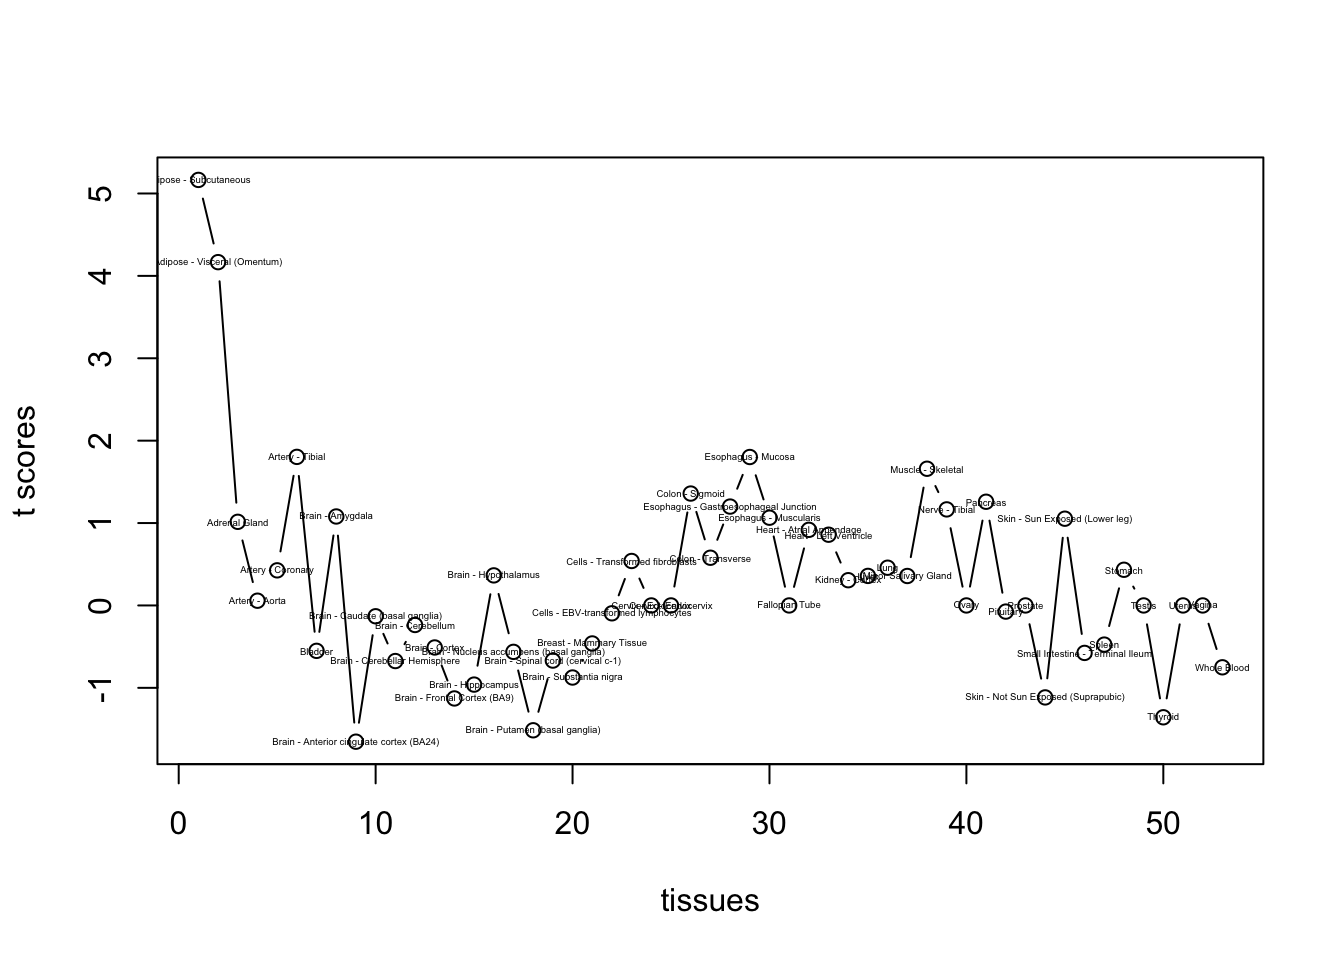 5
4
3
2
1
0
-1
t scores
0
10
20
30
40
50
tissues
ipose - Subcutaneous
Adipose - Visceral (Omentum)
Adrenal Gland
Artery - Aorta
Artery - Coronary
Artery - Tibial
Bladder
Brain - Amygdala
Brain - Anterior cingulate cortex (BA24)
Brain - Caudate (basal ganglia)
Brain - Cerebellar Hemisphere
Brain - Cerebellum
Brain - Cortex
Brain - Frontal Cortex (BA9)
Brain - Hippocampus
Brain - Hypothalamus
Brain - Nucleus accumbens (basal ganglia)
Brain - Putamen (basal ganglia)
Brain - Spinal cord (cervical c-1)
Brain - Substantia nigra
Breast - Mammary Tissue
Cells - EBV-transformed lymphocytes
Cells - Transformed fibroblasts
Colon - Sigmoid
Colon - Transverse
Esophagus - Gastroesophageal Junction
Esophagus - Mucosa
Esophagus - Muscularis
Fallopian Tube
Heart - Atrial Appendage
Heart - Left Ventricle
Kidney - Cortex
Lung
Minor Salivary Gland
Muscle - Skeletal
Nerve - Tibial
Ovary
Pancreas
Pituitary
Prostate
Skin - Not Sun Exposed (Suprapubic)
Skin - Sun Exposed (Lower leg)
Small Intestine - Terminal Ileum
Spleen
Stomach
Testis
Thyroid
Uterus
Vagina
Whole Blood